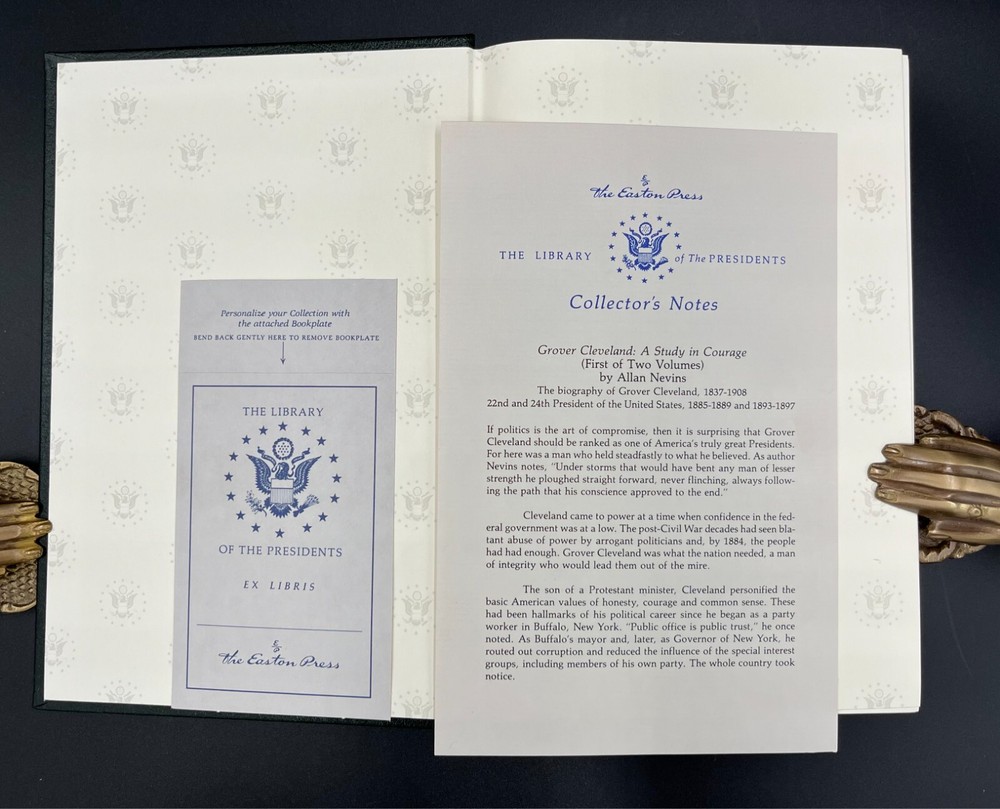 Personalize your Collection with
the attached Bookplate
BEND BACK GENTLY HERE TO REMOVE BOOKPLATE
THE LIBRARY
OF THE PRESIDENTS
EX LIBRIS
EP
The Easton Press
EP
The Easton Press
THE LIBRARY of The PRESIDENTS
Collector's Notes
Grover Cleveland: A Study in Courage
(First of Two Volumes)
by Allan Nevins
The biography of Grover Cleveland, 1837-1908
22nd and 24th President of the United States, 1885-1889 and 1893-1897
If politics is the art of compromise, then it is surprising that Grover
Cleveland should be ranked as one of America's truly great Presidents.
For here was a man who held steadfastly to what he believed. As author
Nevins notes, "Under storms that would have bent any man of lesser
strength he ploughed straight forward, never flinching, always follow-
ing the path that his conscience approved to the end."
Cleveland came to power at a time when confidence in the fed-
eral government was at a low. The post-Civil War decades had seen bla-
tant abuse of power by arrogant politicians and, by 1884, the people
had had enough. Grover Cleveland was what the nation needed, a man
of integrity who would lead them out of the mire.
The son of a Protestant minister, Cleveland personified the
basic American values of honesty, courage and common sense. These
had been hallmarks of his political career since he began as a party
worker in Buffalo, New York. "Public office is public trust," he once
noted. As Buffalo's mayor and, later, as Governor of New York, he
routed out corruption and reduced the influence of the special interest
groups, including members of his own party. The whole country took
notice.